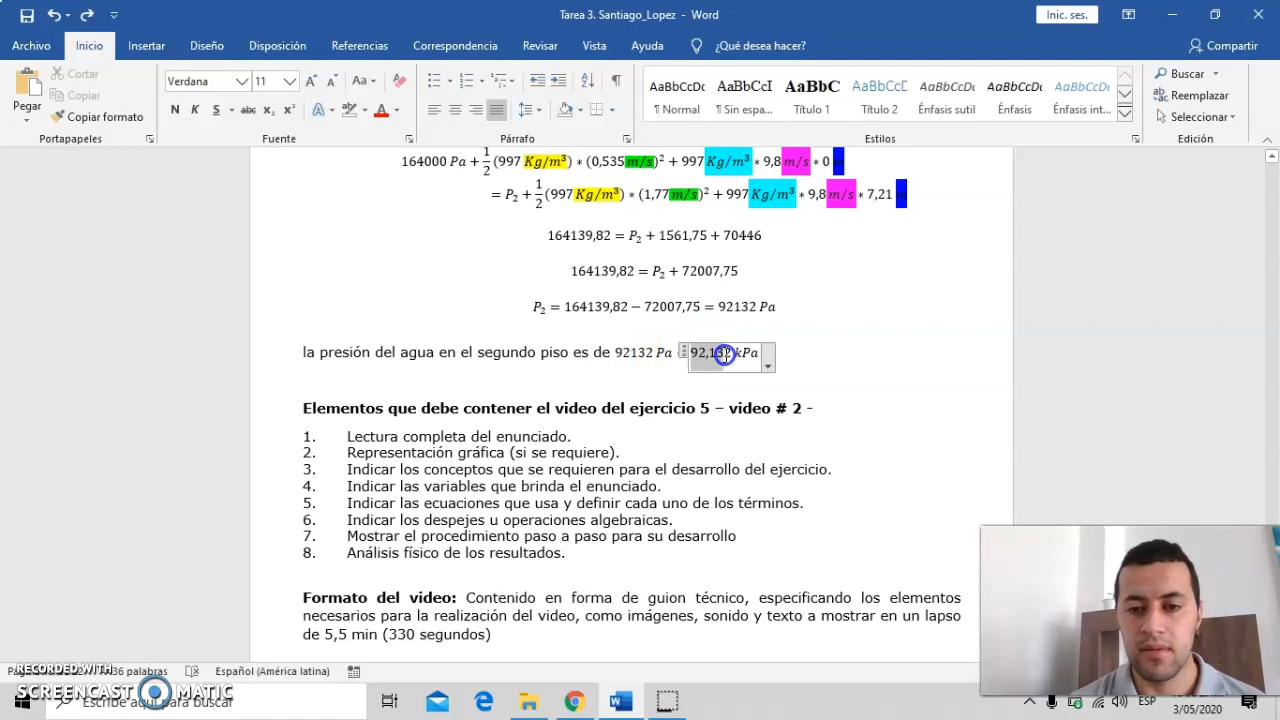 Tarea 3. Santiago_Lopez - Word
Inic. ses.
Archivo Inicio Insertar Diseño Disposición Referencias Correspondencia Revisar Vista Ayuda ¿Qué desea hacer? Compartir
Pegar
Cortar
Copiar
Copiar formato
Verdana 11
N K S abc x₂ x²
AaBbCcDc AaBbCcI AaBbC AaBbCcD AaBbCcDc AaBbCcDc AaBbCcDc
¶ Normal ¶ Sin espa... Título 1 Título 2 Énfasis sutil Énfasis Énfasis int...
Buscar
Reemplazar
Seleccionar
Portapapeles Fuente Párrafo Estilos Edición
164000 Pa + 1/2 (997 Kg/m³) * (0,535 m/s)² + 997 Kg/m³ * 9,8 m/s * 0 m
= P₂ + 1/2 (997 Kg/m³) * (1,77 m/s)² + 997 Kg/m³ * 9,8 m/s * 7,21 m
164139,82 = P₂ + 1561,75 + 70446
164139,82 = P₂ + 72007,75
P₂ = 164139,82 − 72007,75 = 92132 Pa
la presión del agua en el segundo piso es de 92132 Pa 92,132 kPa
Elementos que debe contener el video del ejercicio 5 – video # 2 -
1. Lectura completa del enunciado.
2. Representación gráfica (si se requiere).
3. Indicar los conceptos que se requieren para el desarrollo del ejercicio.
4. Indicar las variables que brinda el enunciado.
5. Indicar las ecuaciones que usa y definir cada uno de los términos.
6. Indicar los despejes u operaciones algebraicas.
7. Mostrar el procedimiento paso a paso para su desarrollo
8. Análisis físico de los resultados.
Formato del video: Contenido en forma de guion técnico, especificando los elementos
necesarios para la realización del video, como imágenes, sonido y texto a mostrar en un lapso
de 5,5 min (330 segundos)
palabras Español (América latina)
RECORDED WITH
SCREENCAST MATIC
Escribe aquí para buscar
ESP
3/05/2020